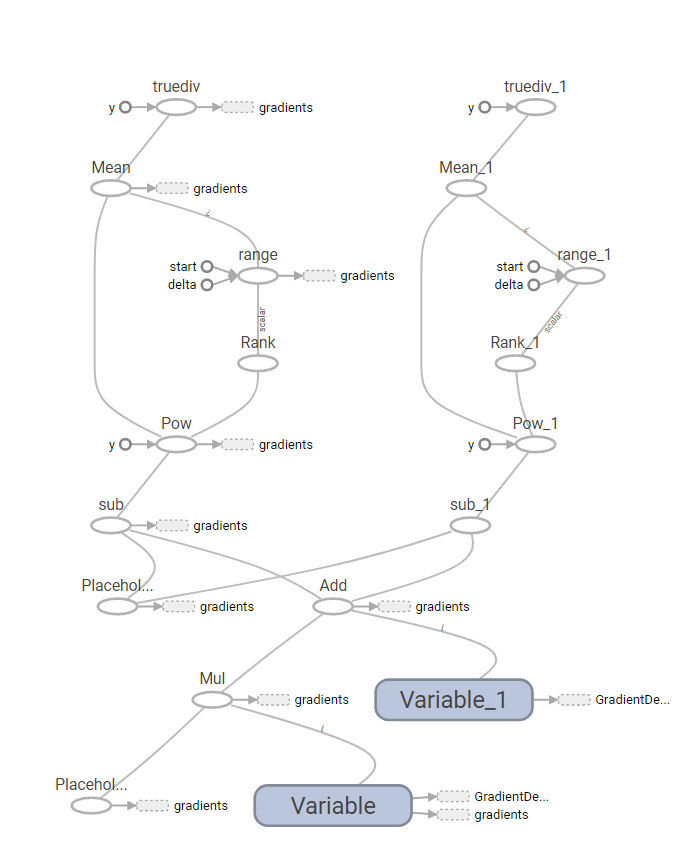 truediv
truediv_1
y
gradients
y
Mean
Mean_1
gradients
range
range_1
start
delta
gradients
start
delta
scalar
scalar
Rank
Rank_1
Pow
Pow_1
y
gradients
y
sub
sub_1
gradients
Placehol...
Add
gradients
gradients
Mul
gradients
Variable_1
GradientDe...
Placehol...
gradients
Variable
GradientDe...
gradients